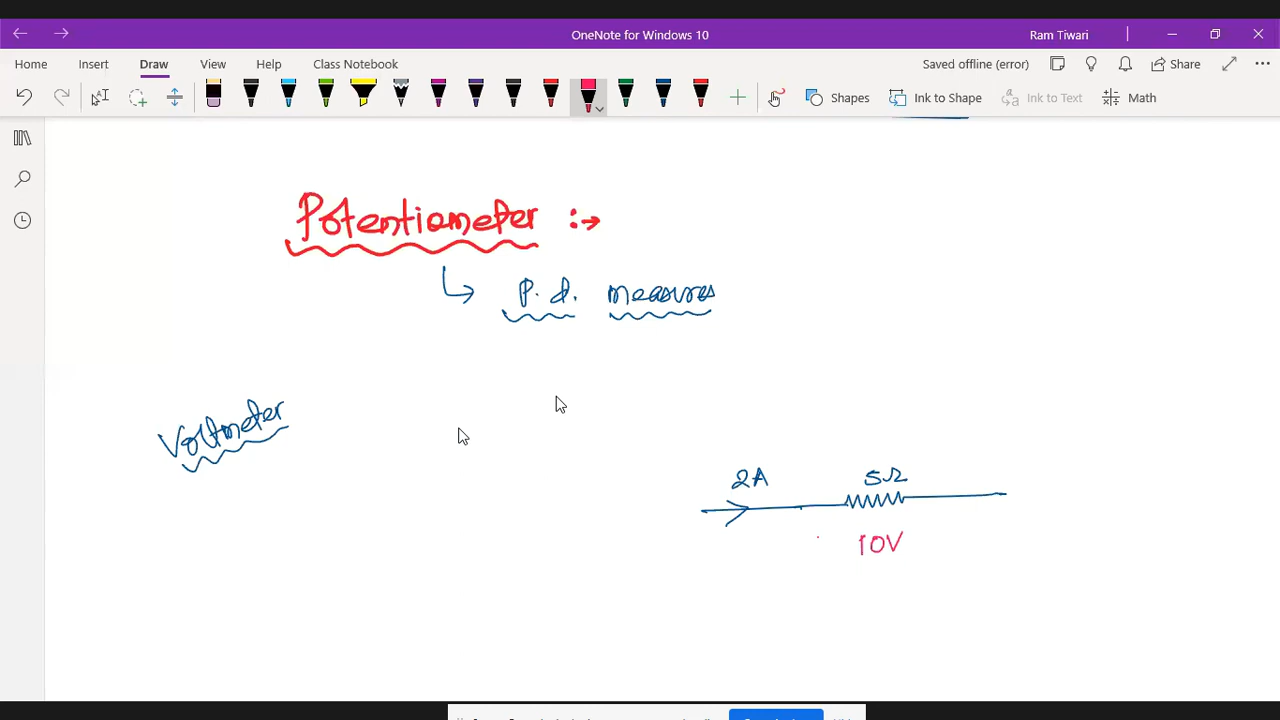 OneNote for Windows 10
Ram Tiwari
Home Insert Draw View Help Class Notebook
Saved offline (error)
Share
Shapes
Ink to Shape
Ink to Text
Math
Potentiometer :→
↳ P.d. measures
Voltmeter
2A 5Ω
10V